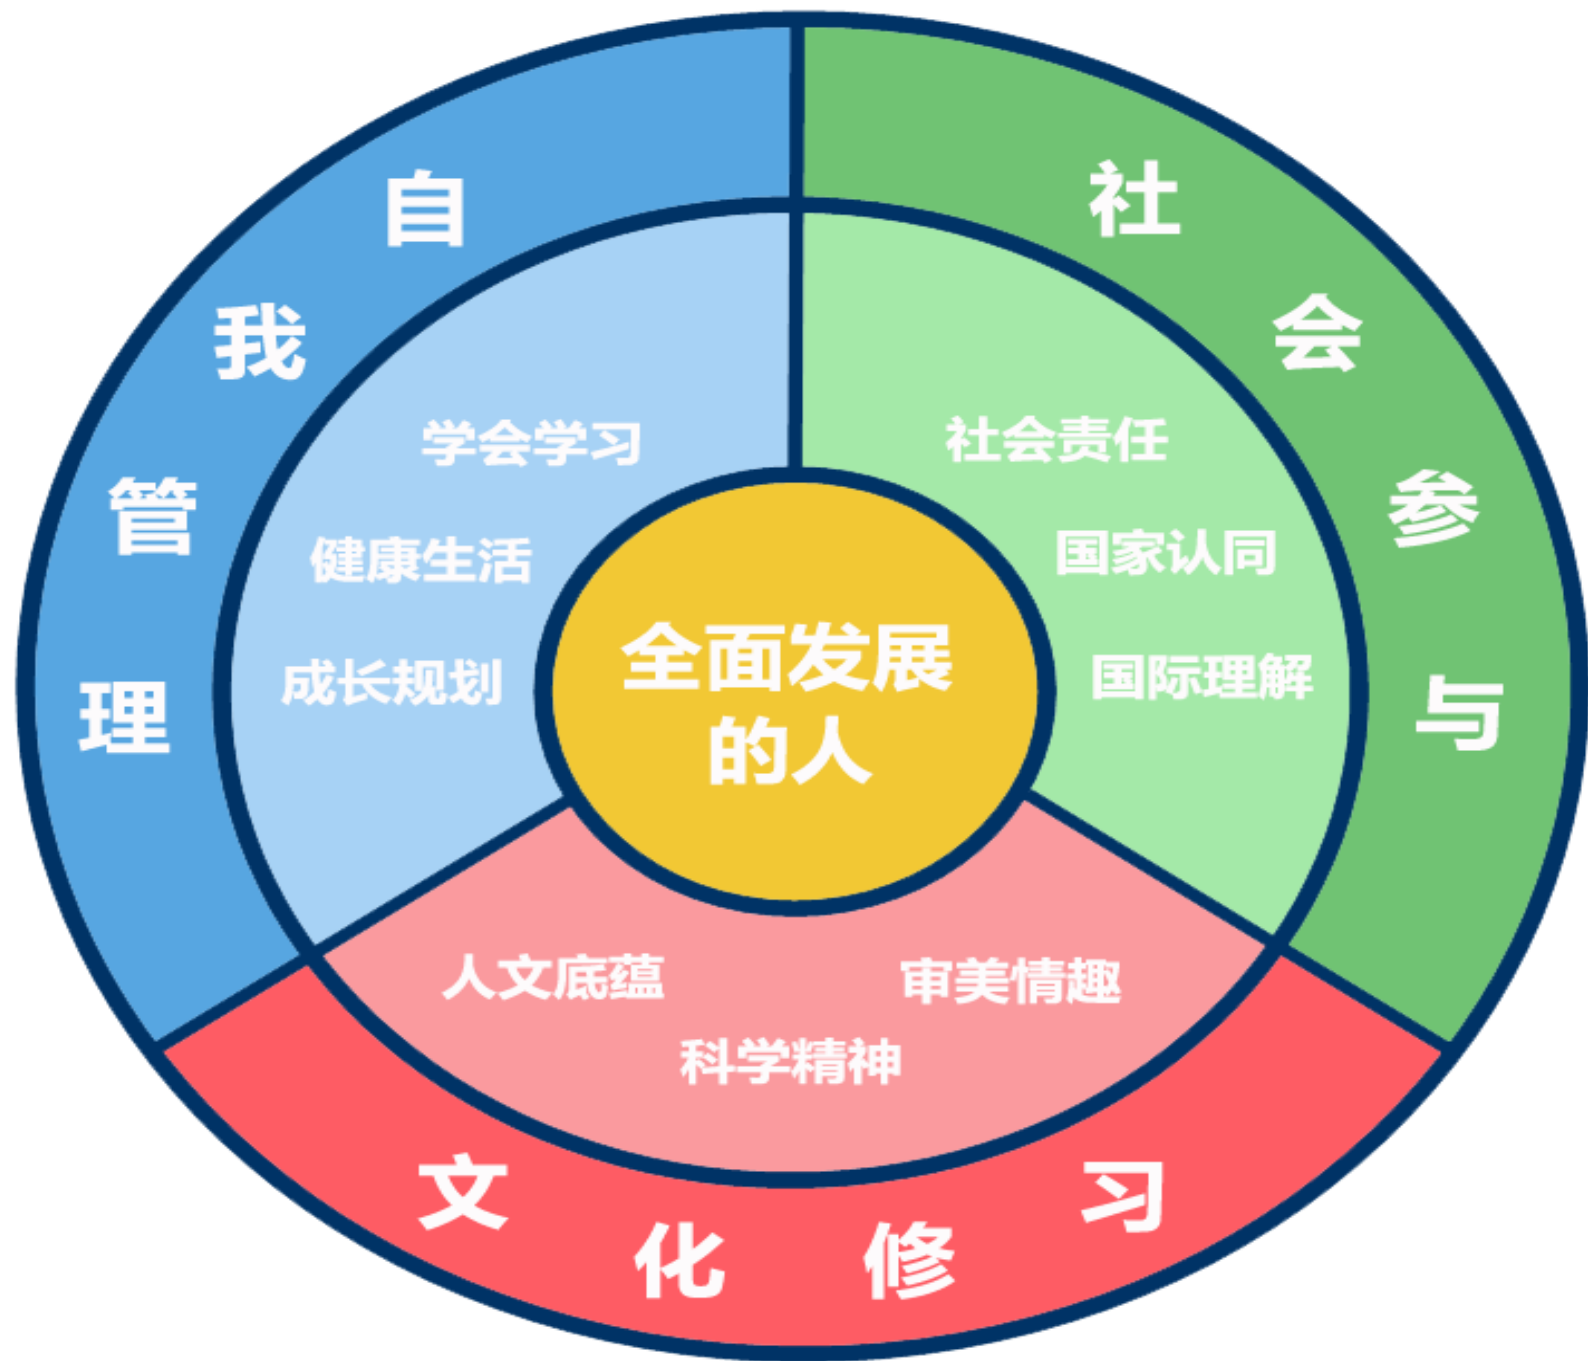 自我管理
社会参与
学会学习
健康生活
成长规划
社会责任
国家认同
国际理解
全面发展
的人
人文底蕴
审美情趣
科学精神
文化修习